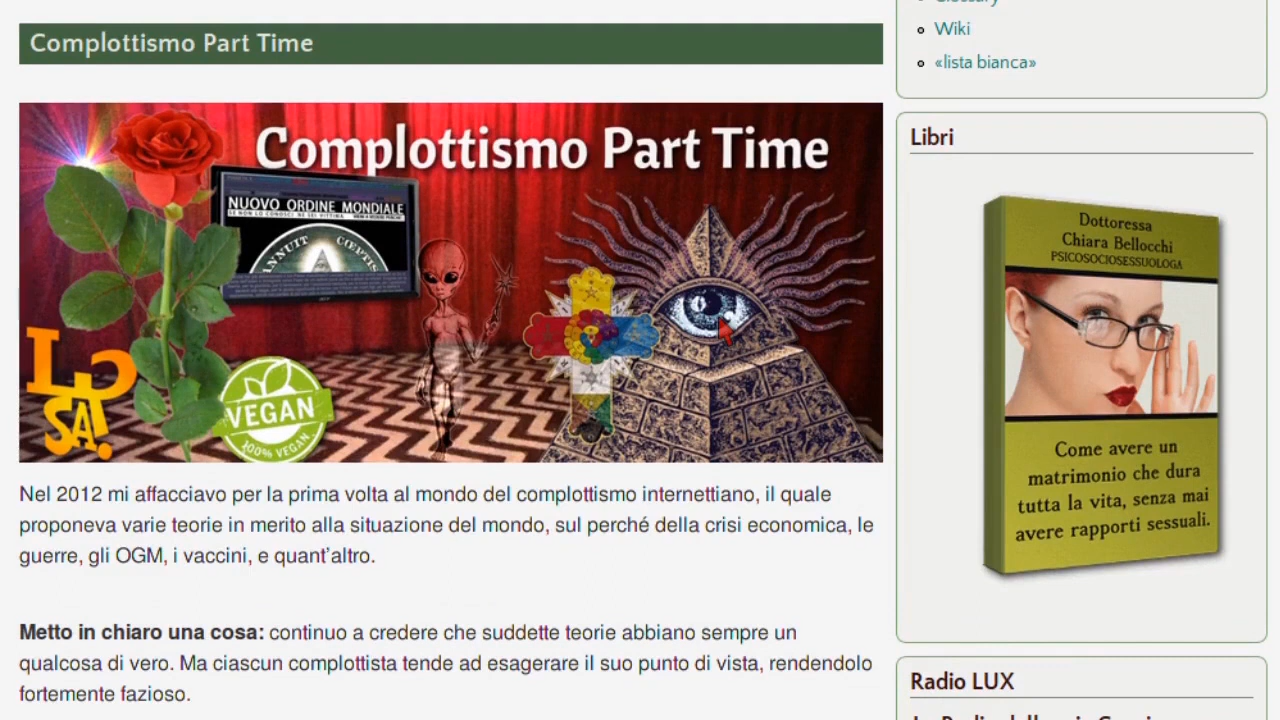 Complottismo Part Time
Complottismo Part Time
NUOVO ORDINE MONDIALE
ANNUIT CŒPTIS
VEGAN
100% VEGAN
Nel 2012 mi affacciavo per la prima volta al mondo del complottismo internettiano, il quale
proponeva varie teorie in merito alla situazione del mondo, sul perché della crisi economica, le
guerre, gli OGM, i vaccini, e quant’altro.
Metto in chiaro una cosa: continuo a credere che suddette teorie abbiano sempre un
qualcosa di vero. Ma ciascun complottista tende ad esagerare il suo punto di vista, rendendolo
fortemente fazioso.
Glossary
Wiki
«lista bianca»
Libri
Dottoressa
Chiara Bellocchi
PSICOSOCIOSESSUOLOGA
Come avere un
matrimonio che dura
tutta la vita, senza mai
avere rapporti sessuali.
Radio LUX